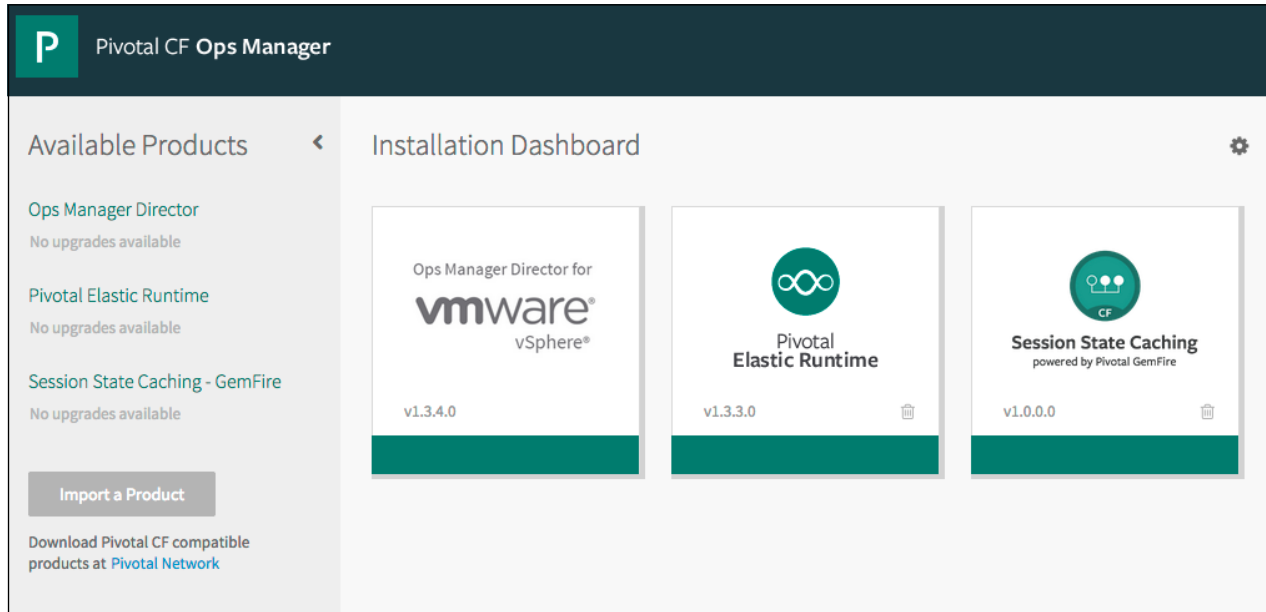 P
Pivotal CF Ops Manager
Available Products
Ops Manager Director
No upgrades available
Pivotal Elastic Runtime
No upgrades available
Session State Caching - GemFire
No upgrades available
Import a Product
Download Pivotal CF compatible
products at Pivotal Network
Installation Dashboard
Ops Manager Director for
vmware®
vSphere®
v1.3.4.0
Pivotal
Elastic Runtime
v1.3.3.0
CF
Session State Caching
powered by Pivotal GemFire
v1.0.0.0